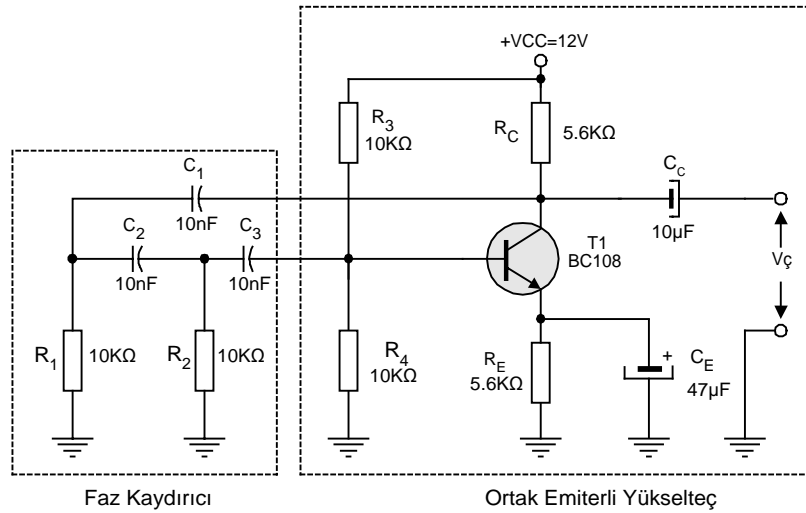 +VCC=12V
R3
10KΩ
RC
5.6KΩ
C1
10nF
CC
10µF
C2
10nF
C3
10nF
T1
BC108
Vç
R1
10KΩ
R2
10KΩ
R4
10KΩ
RE
5.6KΩ
+
CE
47µF
Faz Kaydırıcı
Ortak Emiterli Yükselteç